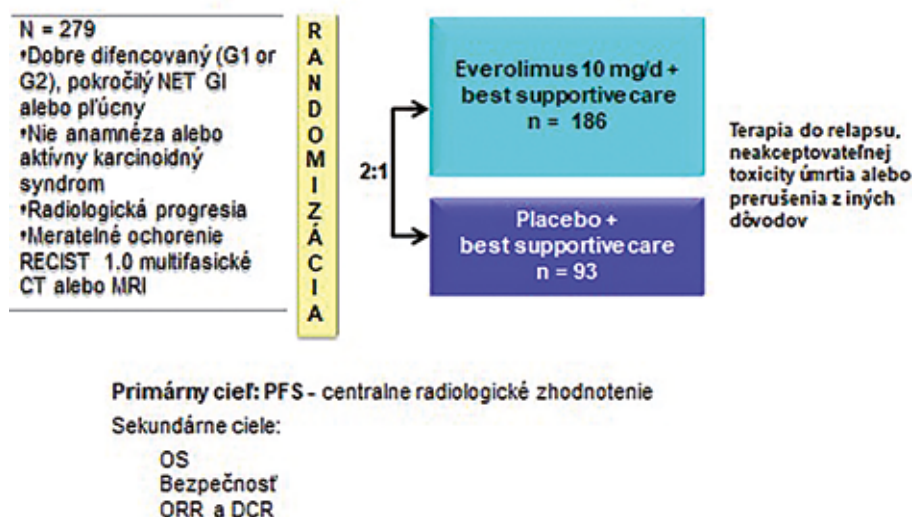 N = 279
•Dobre difencovaný (G1 or
G2), pokročilý NET GI
alebo pľúcny
•Nie anamnéza alebo
aktívny karcinoidný
syndrom
•Radiologická progresia
•Merateľné ochorenie
RECIST 1.0 multifasické
CT alebo MRI
R
A
N
D
O
M
I
Z
Á
C
I
A
2:1
Everolimus 10 mg/d +
best supportive care
n = 186
Placebo +
best supportive care
n = 93
Terapia do relapsu,
neakceptovateľnej
toxicity úmrtia alebo
prerušenia z iných
dôvodov
Primárny cieľ: PFS - centralne radiologické zhodnotenie
Sekundárne ciele:
OS
Bezpečnosť
ORR a DCR